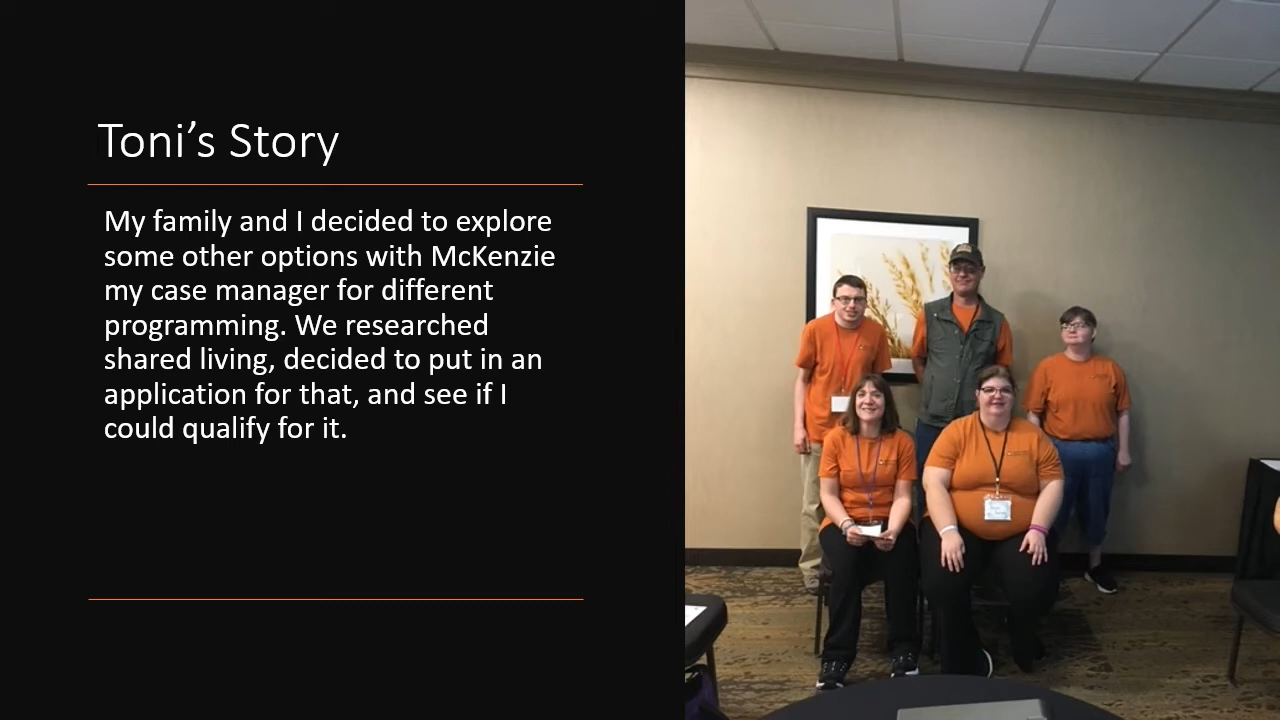 Toni's Story
My family and I decided to explore
some other options with McKenzie
my case manager for different
programming. We researched
shared living, decided to put in an
application for that, and see if I
could qualify for it.